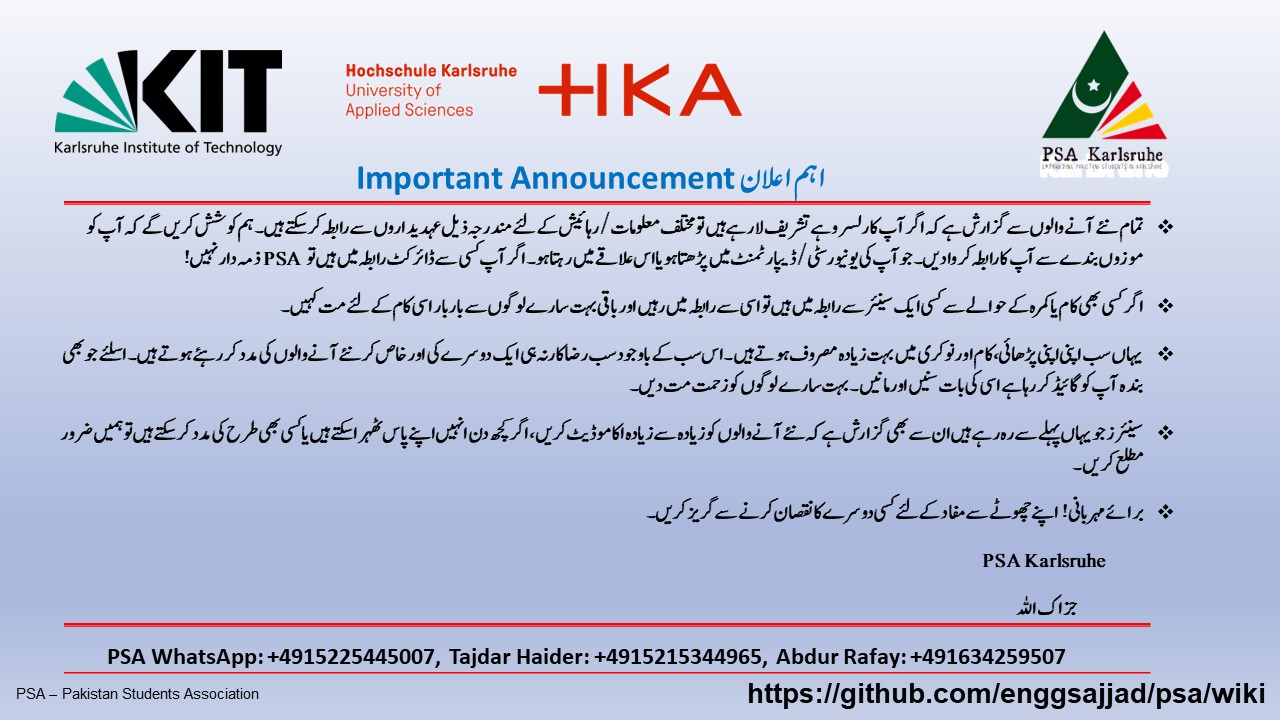 KIT
Karlsruhe Institute of Technology
Hochschule Karlsruhe
University of
Applied Sciences
HKA
PSA Karlsruhe
EMPOWERING PAKISTANI STUDENTS IN KARLSRUHE
Important Announcement اہم اعلان
❖ تمام نئے آنے والوں سے گزارش ہے کہ اگر آپ کارلسروہے تشریف لا رہے ہیں تو مختلف معلومات / رہائیش کے لئے مندرجہ ذیل عہدیداروں سے رابطہ کر سکتے ہیں۔ ہم کوشش کریں گے کہ آپ کو
موزوں بندے سے آپ کا رابطہ کروا دیں۔ جو آپ کی یونیورسٹی / ڈیپارٹمنٹ میں پڑھتا ہو یا اس علاقے میں رہتا ہو۔ اگر آپ کسی سے ڈائرکٹ رابطہ میں ہیں تو PSA ذمہ دار نہیں!
❖ اگر کسی بھی کام یا کمرہ کے حوالے سے کسی ایک سینئر سے رابطہ میں ہیں تو اسی سے رابطہ میں رہیں اور باقی بہت سارے لوگوں سے بار بار اسی کام کے لئے مت کہیں۔
❖ یہاں سب اپنی اپنی پڑھائی، کام اور نوکری میں بہت زیادہ مصروف ہوتے ہیں۔ اس سب کے باوجود سب رضاکارنہ ہی ایک دوسرے کی اور خاص کر نئے آنے والوں کی مدد کر رہئے ہوتے ہیں۔ اسلئے جو بھی
بندہ آپ کو گائیڈ کر رہا ہے اسی کی بات سنیں اور مانیں۔ بہت سارے لوگوں کو زحمت مت دیں۔
❖ سینئرز جو یہاں پہلے سے رہ رہے ہیں ان سے بھی گزارش ہے کہ نئے آنے والوں کو زیادہ سے زیادہ اکاموڈیٹ کریں، اگر کچھ دن انہیں اپنے پاس ٹھہرا سکتے ہیں یا کسی بھی طرح کی مدد کر سکتے ہیں تو ہمیں ضرور
مطلع کریں۔
❖ برائے مہربانی! اپنے چھوٹے سے مفاد کے لئے کسی دوسرے کا نقصان کرنے سے گریز کریں۔
PSA Karlsruhe
جزاک اللہ
PSA WhatsApp: +4915225445007, Tajdar Haider: +4915215344965, Abdur Rafay: +491634259507
PSA – Pakistan Students Association
https://github.com/enggsajjad/psa/wiki